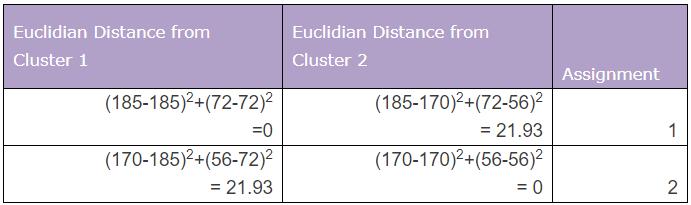 Euclidian Distance from
Cluster 1
Euclidian Distance from
Cluster 2
Assignment
(185-185)²+(72-72)²
=0
(185-170)²+(72-56)²
= 21.93
1
(170-185)²+(56-72)²
= 21.93
(170-170)²+(56-56)²
= 0
2